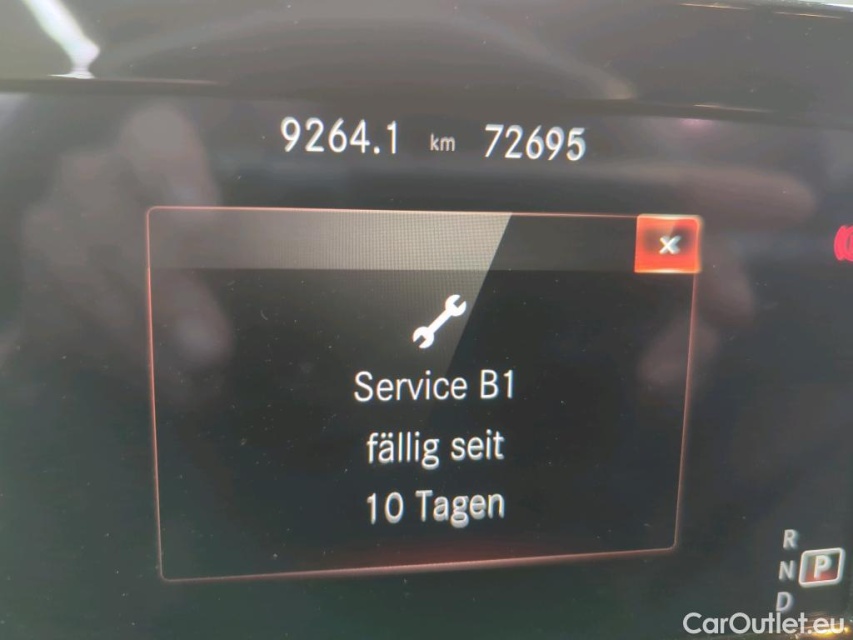 9264.1 km 72695
×
Service B1
fällig seit
10 Tagen
R
N P
D
CarOutlet.eu